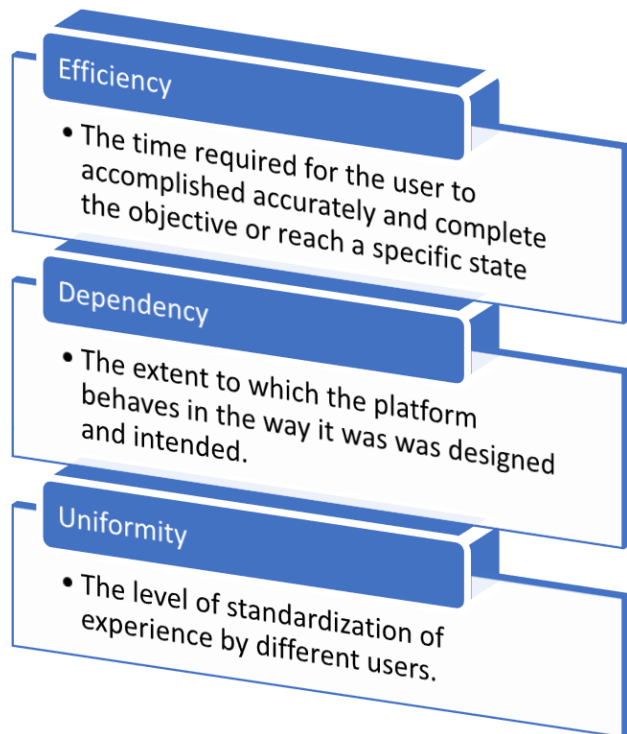 Efficiency
• The time required for the user to
accomplished accurately and complete
the objective or reach a specific state
Dependency
• The extent to which the platform
behaves in the way it was was designed
and intended.
Uniformity
• The level of standardization of
experience by different users.